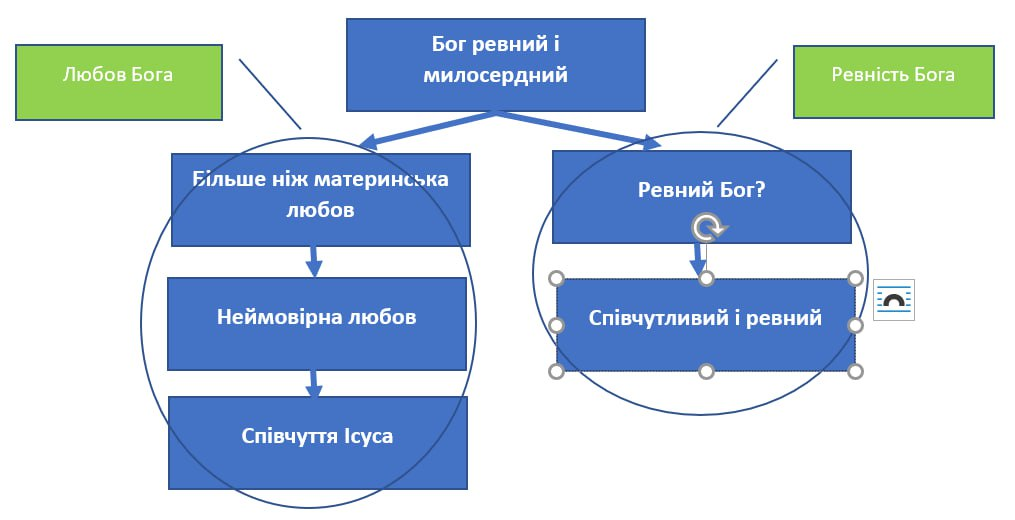 Бог ревний і
милосердний
Любов Бога
Ревність Бога
Більше ніж материнська
любов
Ревний Бог?
Неймовірна любов
Співчутливий і ревний
Співчуття Ісуса